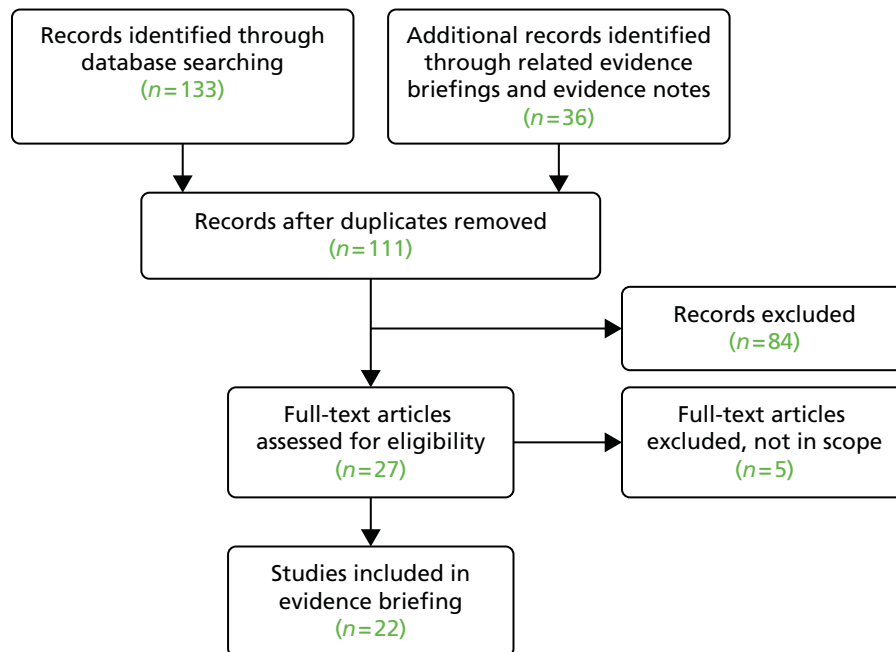 Records identified through
database searching
(n=133)
Additional records identified
through related evidence
briefings and evidence notes
(n=36)
Records after duplicates removed
(n=111)
Records excluded
(n=84)
Full-text articles
assessed for eligibility
(n=27)
Full-text articles
excluded, not in scope
(n=5)
Studies included in
evidence briefing
(n=22)